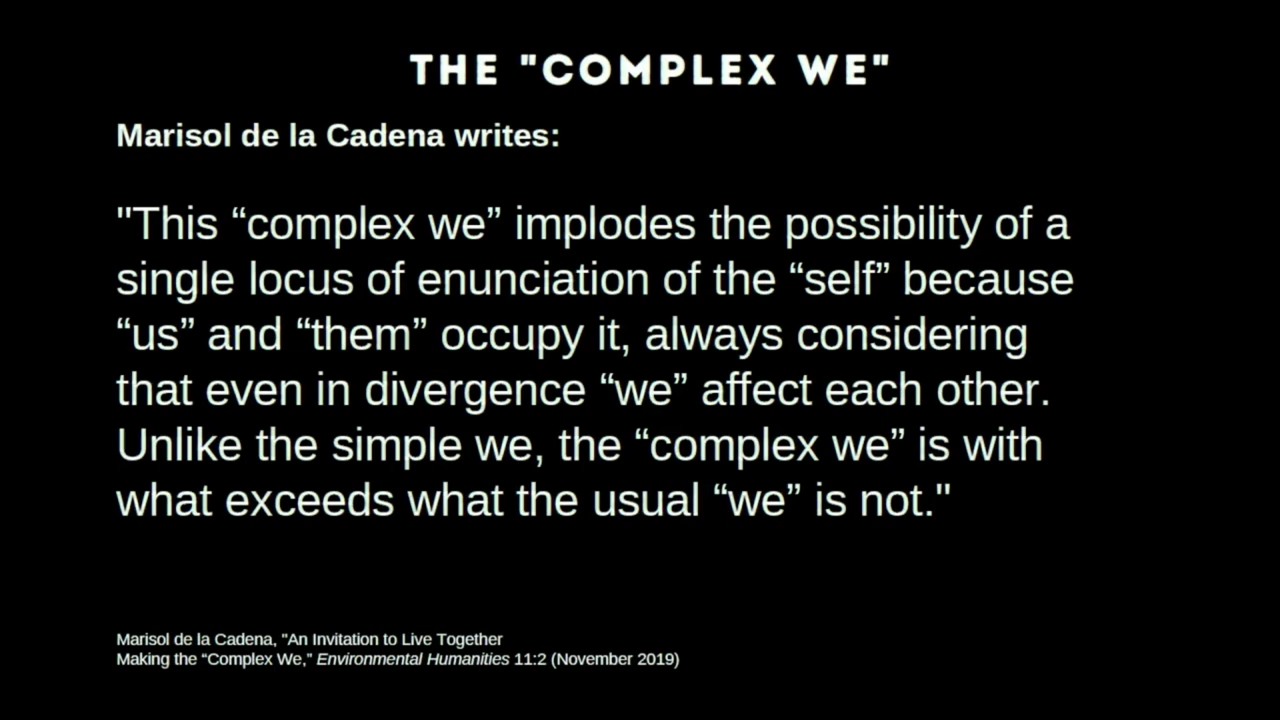 THE "COMPLEX WE"
Marisol de la Cadena writes:
"This “complex we” implodes the possibility of a
single locus of enunciation of the “self” because
“us” and “them” occupy it, always considering
that even in divergence “we” affect each other.
Unlike the simple we, the “complex we” is with
what exceeds what the usual “we” is not."
Marisol de la Cadena, "An Invitation to Live Together
Making the “Complex We,” Environmental Humanities 11:2 (November 2019)